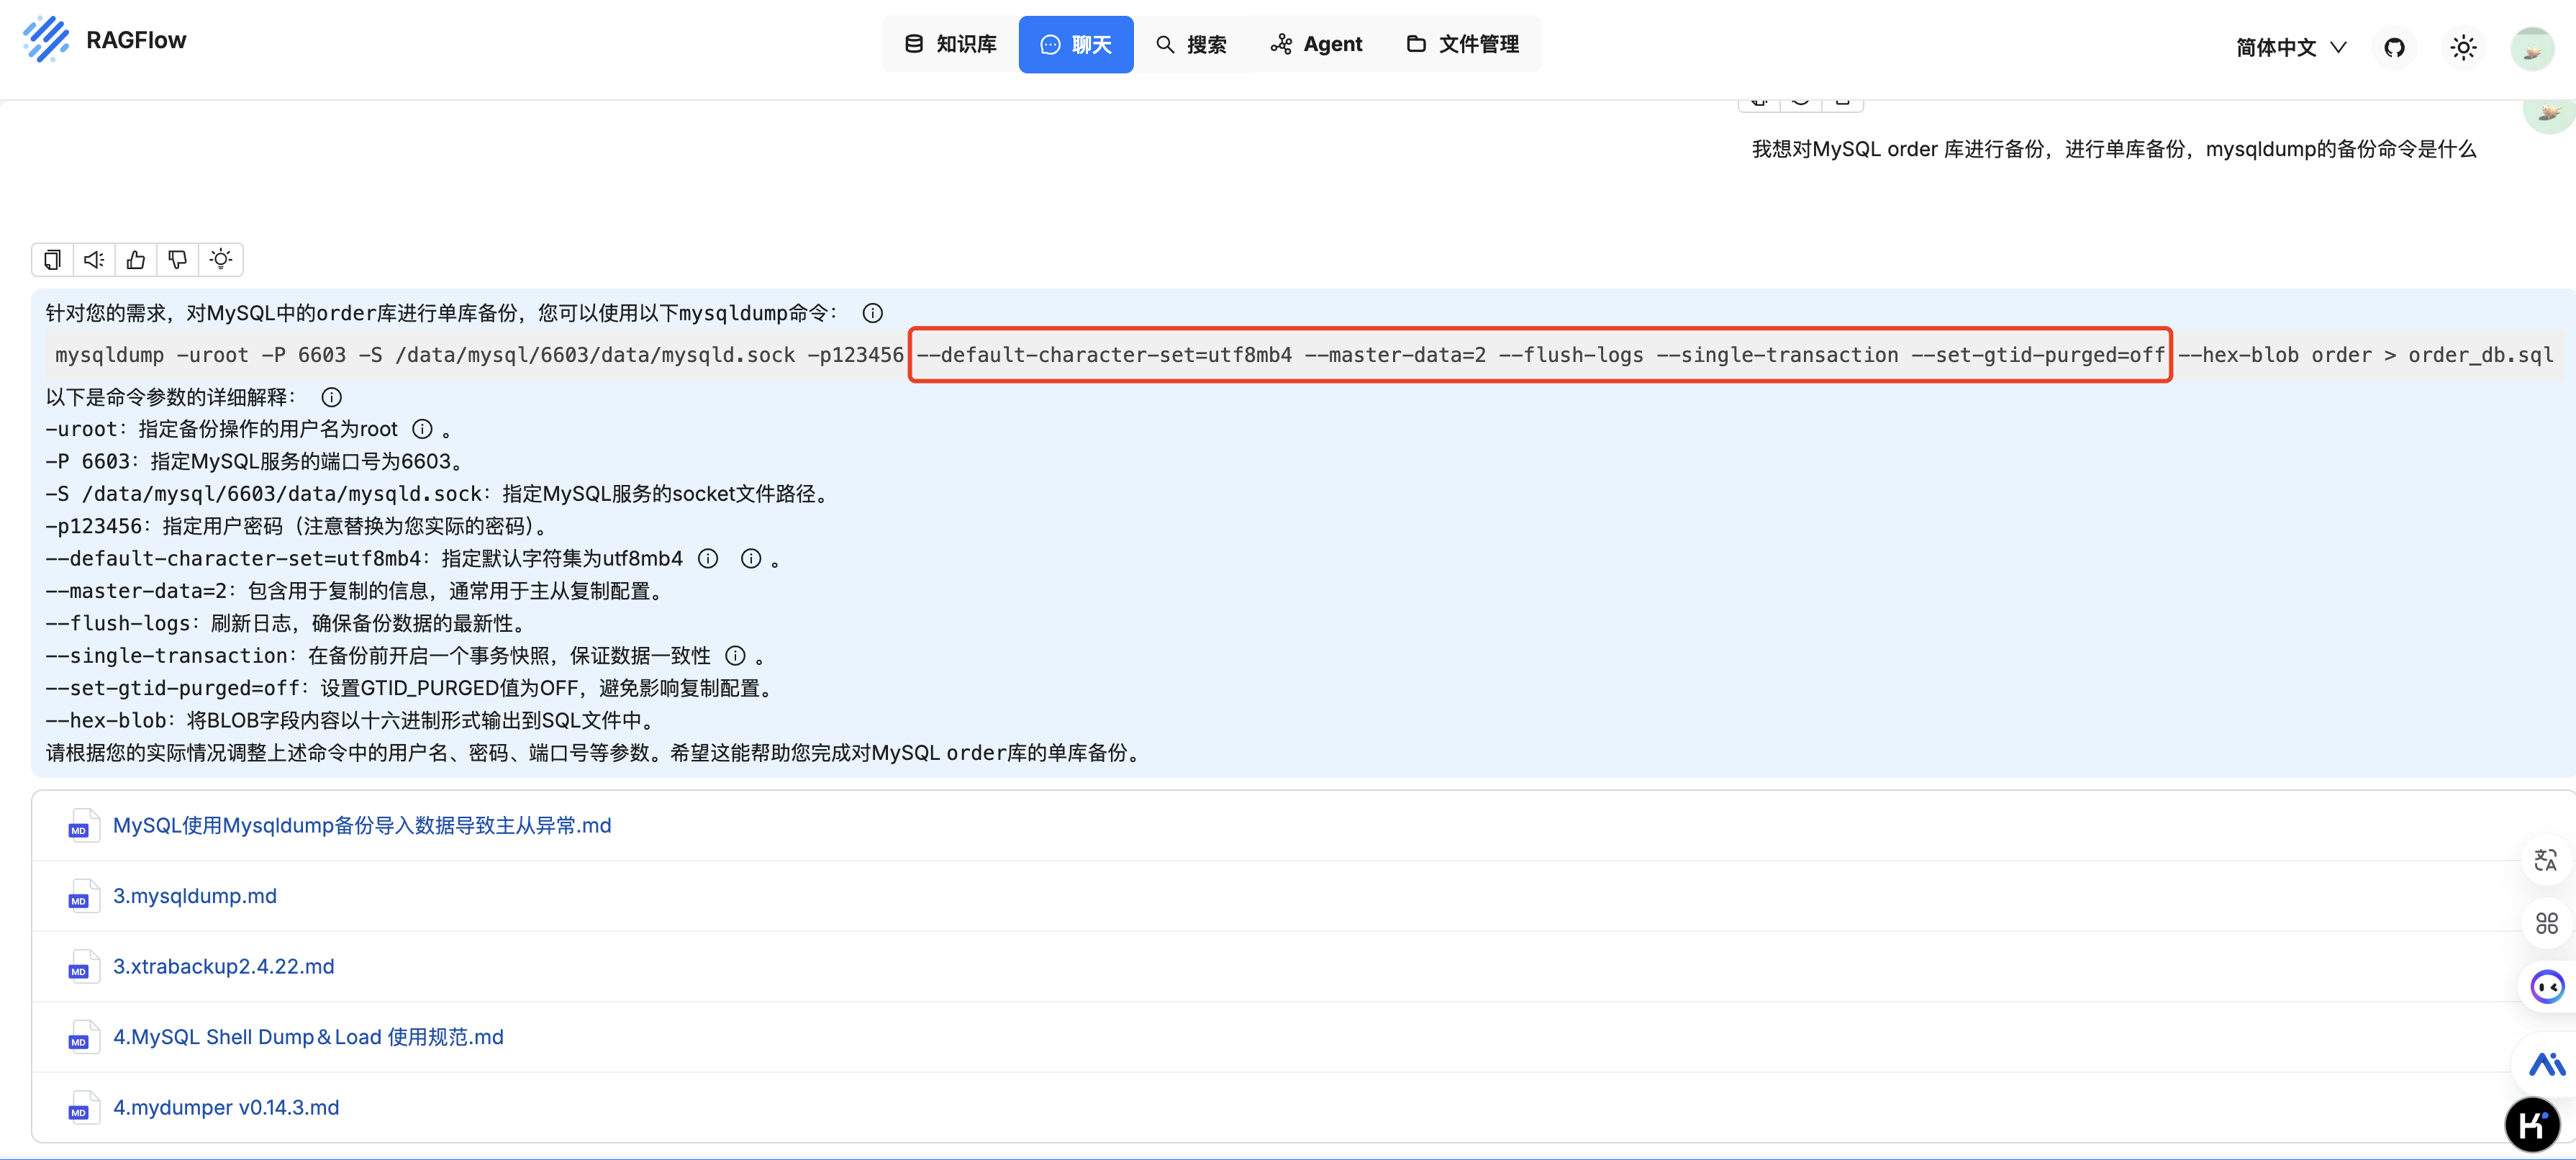 RAGFlow
知识库
聊天
搜索
Agent
文件管理
简体中文
我想对MySQL order 库进行备份，进行单库备份，mysqldump的备份命令是什么
针对您的需求，对MySQL中的order库进行单库备份，您可以使用以下mysqldump命令：
mysqldump -uroot -P 6603 -S /data/mysql/6603/data/mysqld.sock -p123456 --default-character-set=utf8mb4 --master-data=2 --flush-logs --single-transaction --set-gtid-purged=off --hex-blob order > order_db.sql
以下是命令参数的详细解释：
-uroot：指定备份操作的用户名为root 。
-P 6603：指定MySQL服务的端口号为6603。
-S /data/mysql/6603/data/mysqld.sock：指定MySQL服务的socket文件路径。
-p123456：指定用户密码（注意替换为您实际的密码）。
--default-character-set=utf8mb4：指定默认字符集为utf8mb4 。
--master-data=2：包含用于复制的信息，通常用于主从复制配置。
--flush-logs：刷新日志，确保备份数据的最新性。
--single-transaction：在备份前开启一个事务快照，保证数据一致性 。
--set-gtid-purged=off：设置GTID_PURGED值为OFF，避免影响复制配置。
--hex-blob：将BLOB字段内容以十六进制形式输出到SQL文件中。
请根据您的实际情况调整上述命令中的用户名、密码、端口号等参数。希望这能帮助您完成对MySQL order库的单库备份。
MD MySQL使用Mysqldump备份导入数据导致主从异常.md
MD 3.mysqldump.md
MD 3.xtrabackup2.4.22.md
MD 4.MySQL Shell Dump＆Load 使用规范.md
MD 4.mydumper v0.14.3.md